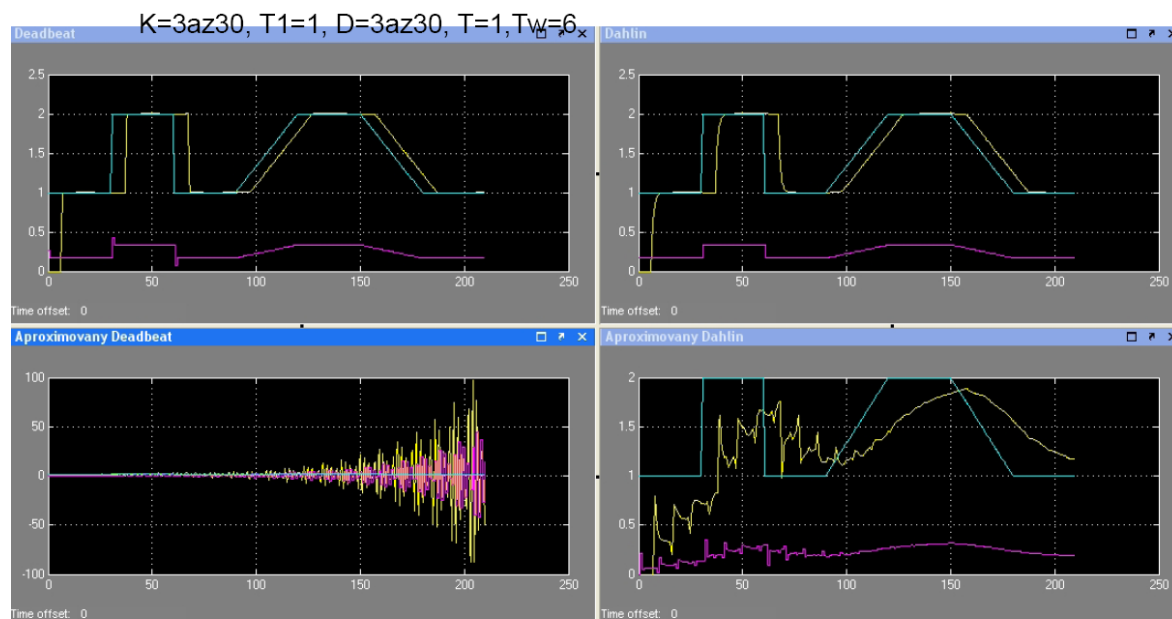 K=3az30, T1=1, D=3az30, T=1,Tw=6
Deadbeat
2.5
2
1.5
1
0.5
0
0 50 100 150 200 250
Time offset: 0
Dahlin
2.5
2
1.5
1
0.5
0
0 50 100 150 200 250
Time offset: 0
Aproximovany Deadbeat
100
50
0
-50
-100
0 50 100 150 200 250
Time offset: 0
Aproximovany Dahlin
2
1.5
1
0.5
0
0 50 100 150 200 250
Time offset: 0